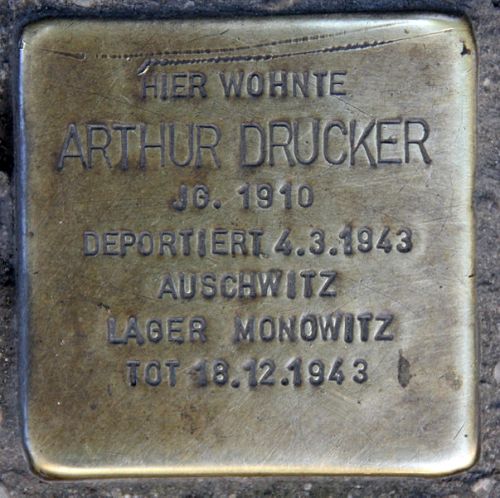 HIER WOHNTE
ARTHUR DRUCKER
JG. 1910
DEPORTIERT 4.3.1943
AUSCHWITZ
LAGER MONOWITZ
TOT 18.12.1943